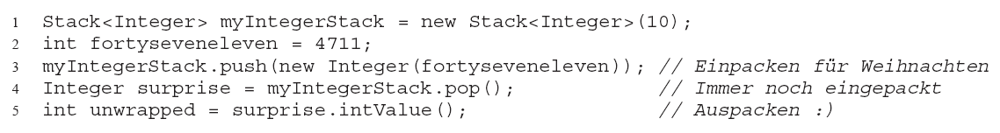 1 Stack<Integer> myIntegerStack = new Stack<Integer>(10);
2 int fortyseveneleven = 4711;
3 myIntegerStack.push(new Integer(fortyseveneleven)); // Einpacken für Weihnachten
4 Integer surprise = myIntegerStack.pop(); // Immer noch eingepackt
5 int unwrapped = surprise.intValue(); // Auspacken :)